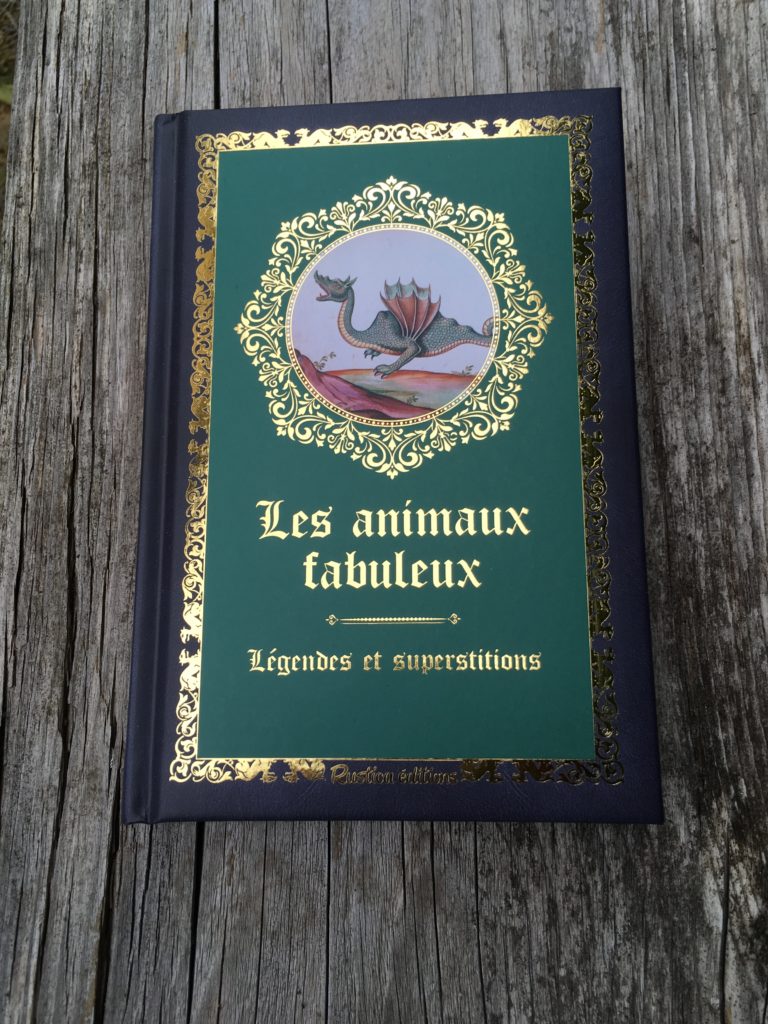 Les animaux
fabuleux
Légendes et superstitions
Rustica éditions